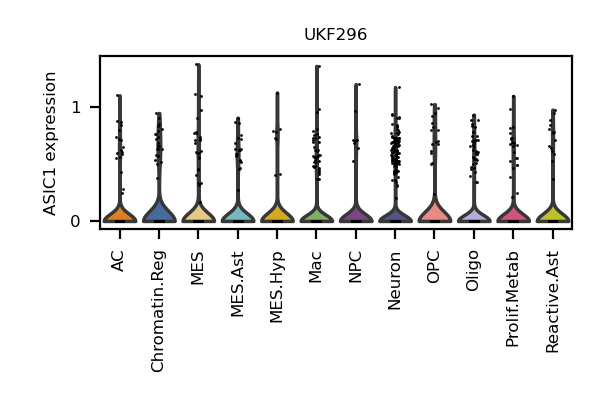 UKF296
ASIC1 expression
1
0
AC
Chromatin.Reg
MES
MES.Ast
MES.Hyp
Mac
NPC
Neuron
OPC
Oligo
Prolif.Metab
Reactive.Ast